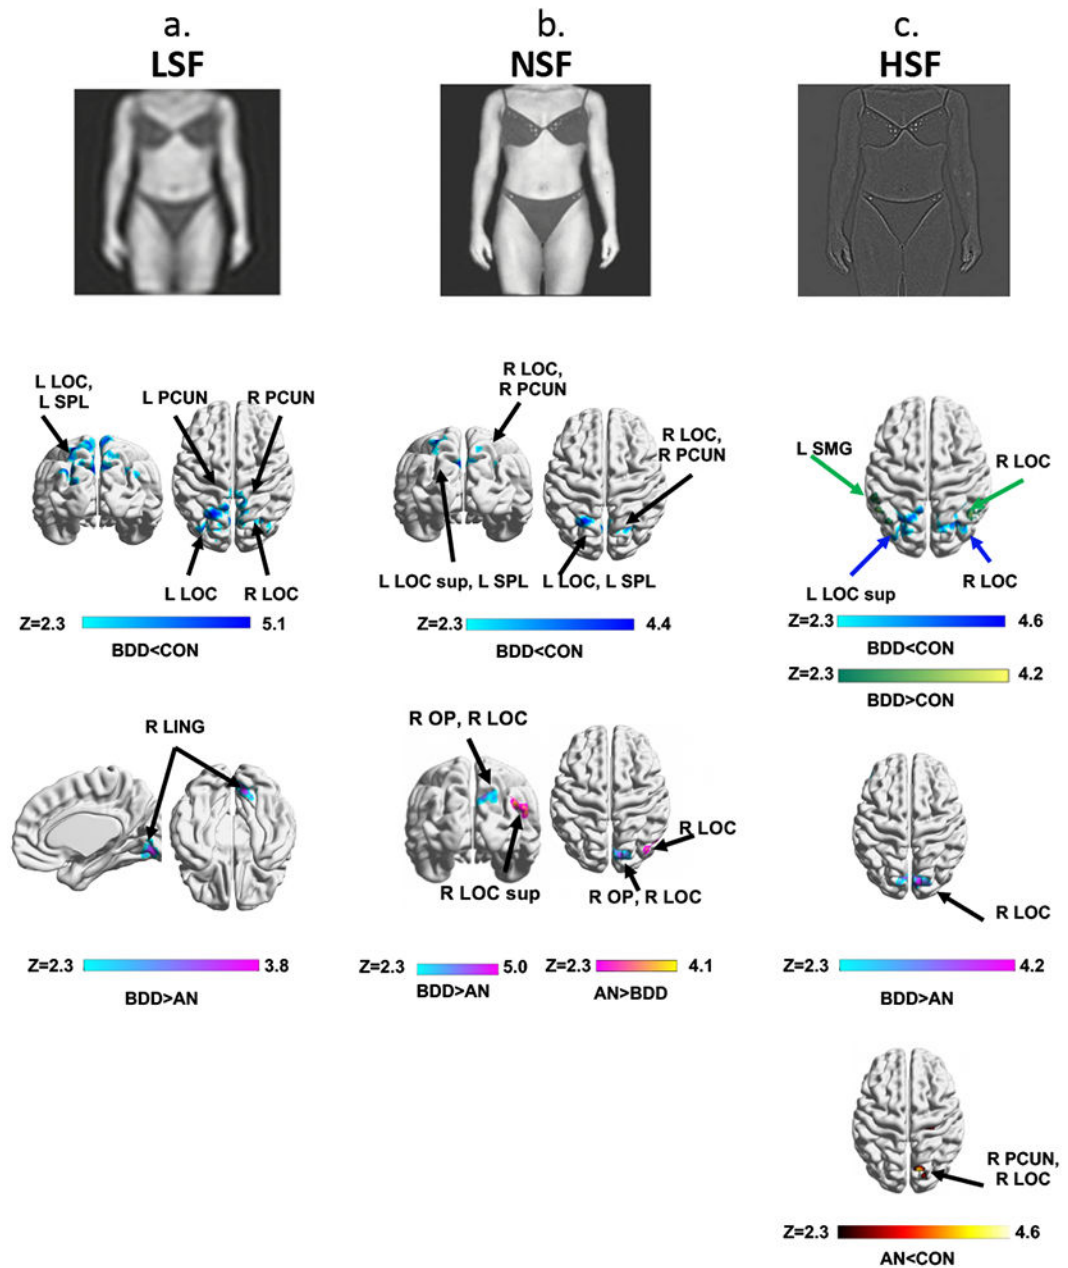 a.
LSF
b.
NSF
c.
HSF
L LOC,
L SPL
L PCUN
R PCUN
L LOC
R LOC
Z=2.3
5.1
BDD<CON
R LOC,
R PCUN
R LOC,
R PCUN
L LOC sup, L SPL
L LOC, L SPL
Z=2.3
4.4
BDD<CON
L SMG
R LOC
L LOC sup
R LOC
Z=2.3
4.6
BDD<CON
Z=2.3
4.2
BDD>CON
R LING
Z=2.3
3.8
BDD>AN
R OP, R LOC
R LOC
R LOC sup
R OP, R LOC
Z=2.3
5.0
BDD>AN
Z=2.3
4.1
AN>BDD
R LOC
Z=2.3
4.2
BDD>AN
R PCUN,
R LOC
Z=2.3
4.6
AN<CON